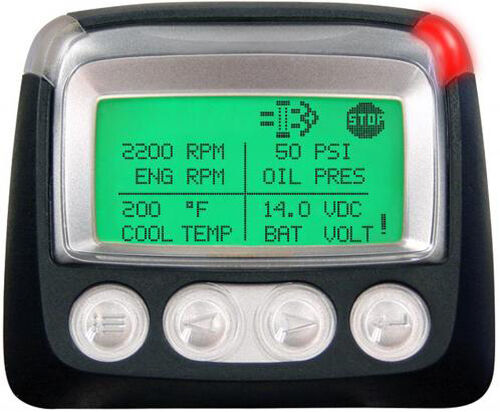 STOP
2200 RPM 50 PSI
ENG RPM OIL PRES
200 °F 14.0 VDC
COOL TEMP BAT VOLT!